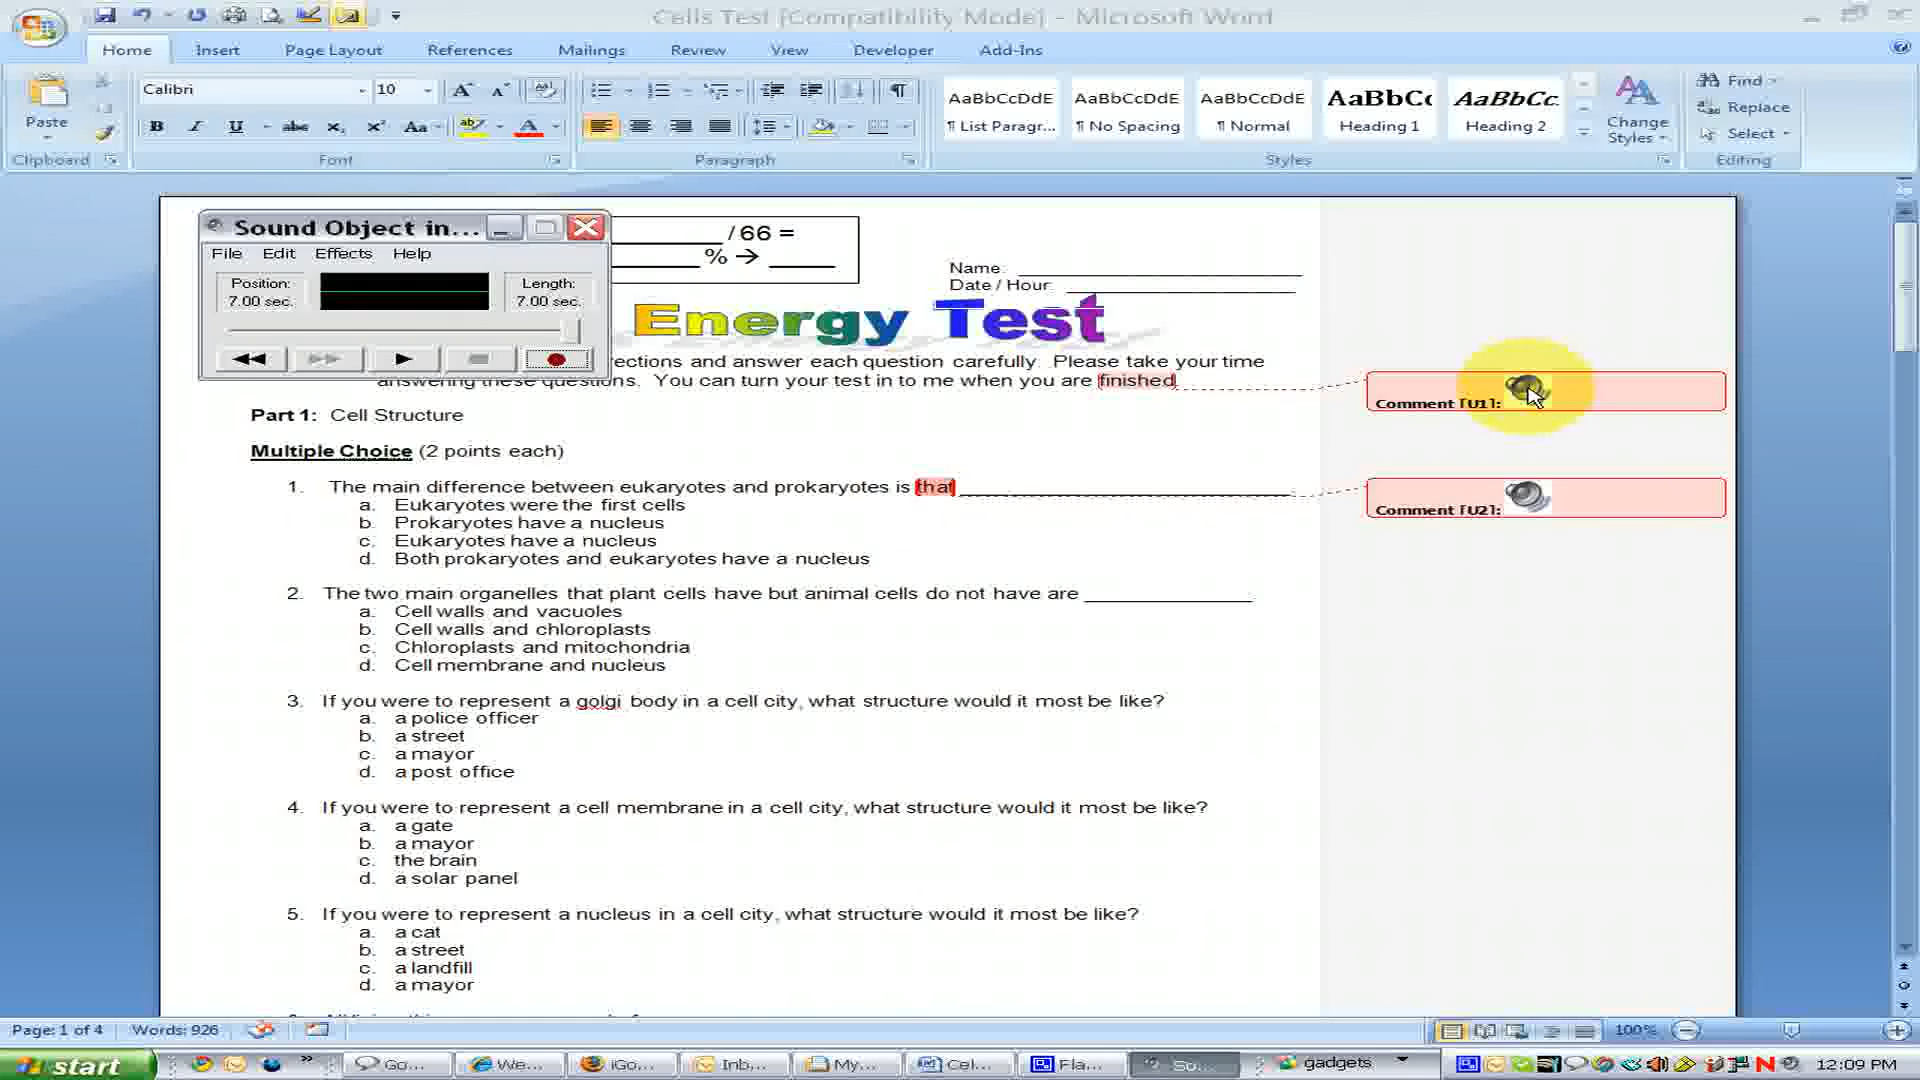 Cells Test [Compatibility Mode] - Microsoft Word
Home Insert Page Layout References Mailings Review View Developer Add-Ins
Calibri 10
Paste
AaBbCcDdE AaBbCcDdE AaBbCcDdE AaBbCc AaBbCc
¶ List Paragr... ¶ No Spacing ¶ Normal Heading 1 Heading 2
Change Styles
Find
Replace
Select
Clipboard Font Paragraph Styles Editing
Sound Object in...
File Edit Effects Help
Position:
7.00 sec.
Length:
7.00 sec.
/ 66 =
% →
Name:
Date / Hour:
Energy Test
ections and answer each question carefully. Please take your time
answering these questions. You can turn your test in to me when you are finished
Comment [U1]:
Part 1: Cell Structure
Multiple Choice (2 points each)
1. The main difference between eukaryotes and prokaryotes is that
Comment [U2]:
a. Eukaryotes were the first cells
b. Prokaryotes have a nucleus
c. Eukaryotes have a nucleus
d. Both prokaryotes and eukaryotes have a nucleus
2. The two main organelles that plant cells have but animal cells do not have are
a. Cell walls and vacuoles
b. Cell walls and chloroplasts
c. Chloroplasts and mitochondria
d. Cell membrane and nucleus
3. If you were to represent a golgi body in a cell city, what structure would it most be like?
a. a police officer
b. a street
c. a mayor
d. a post office
4. If you were to represent a cell membrane in a cell city, what structure would it most be like?
a. a gate
b. a mayor
c. the brain
d. a solar panel
5. If you were to represent a nucleus in a cell city, what structure would it most be like?
a. a cat
b. a street
c. a landfill
d. a mayor
Page: 1 of 4 Words: 926 100%
start Go... We... iGo... Inb... My... Cel... Fla... So... gadgets 12:09 PM